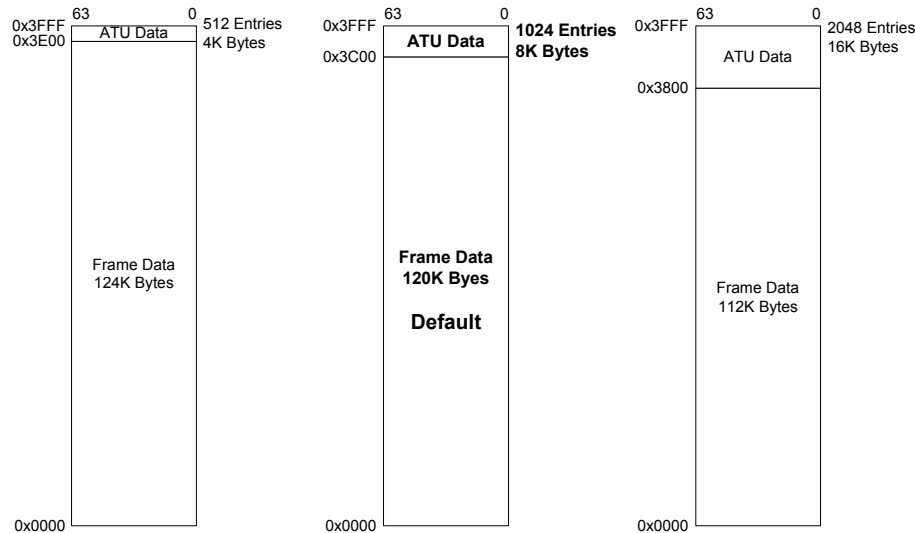 63 0
0x3FFF
ATU Data
512 Entries
0x3E00
4K Bytes
Frame Data
124K Bytes
0x0000
63 0
0x3FFF
ATU Data
1024 Entries
8K Bytes
0x3C00
Frame Data
120K Byes
Default
0x0000
63 0
0x3FFF
2048 Entries
16K Bytes
ATU Data
0x3800
Frame Data
112K Bytes
0x0000